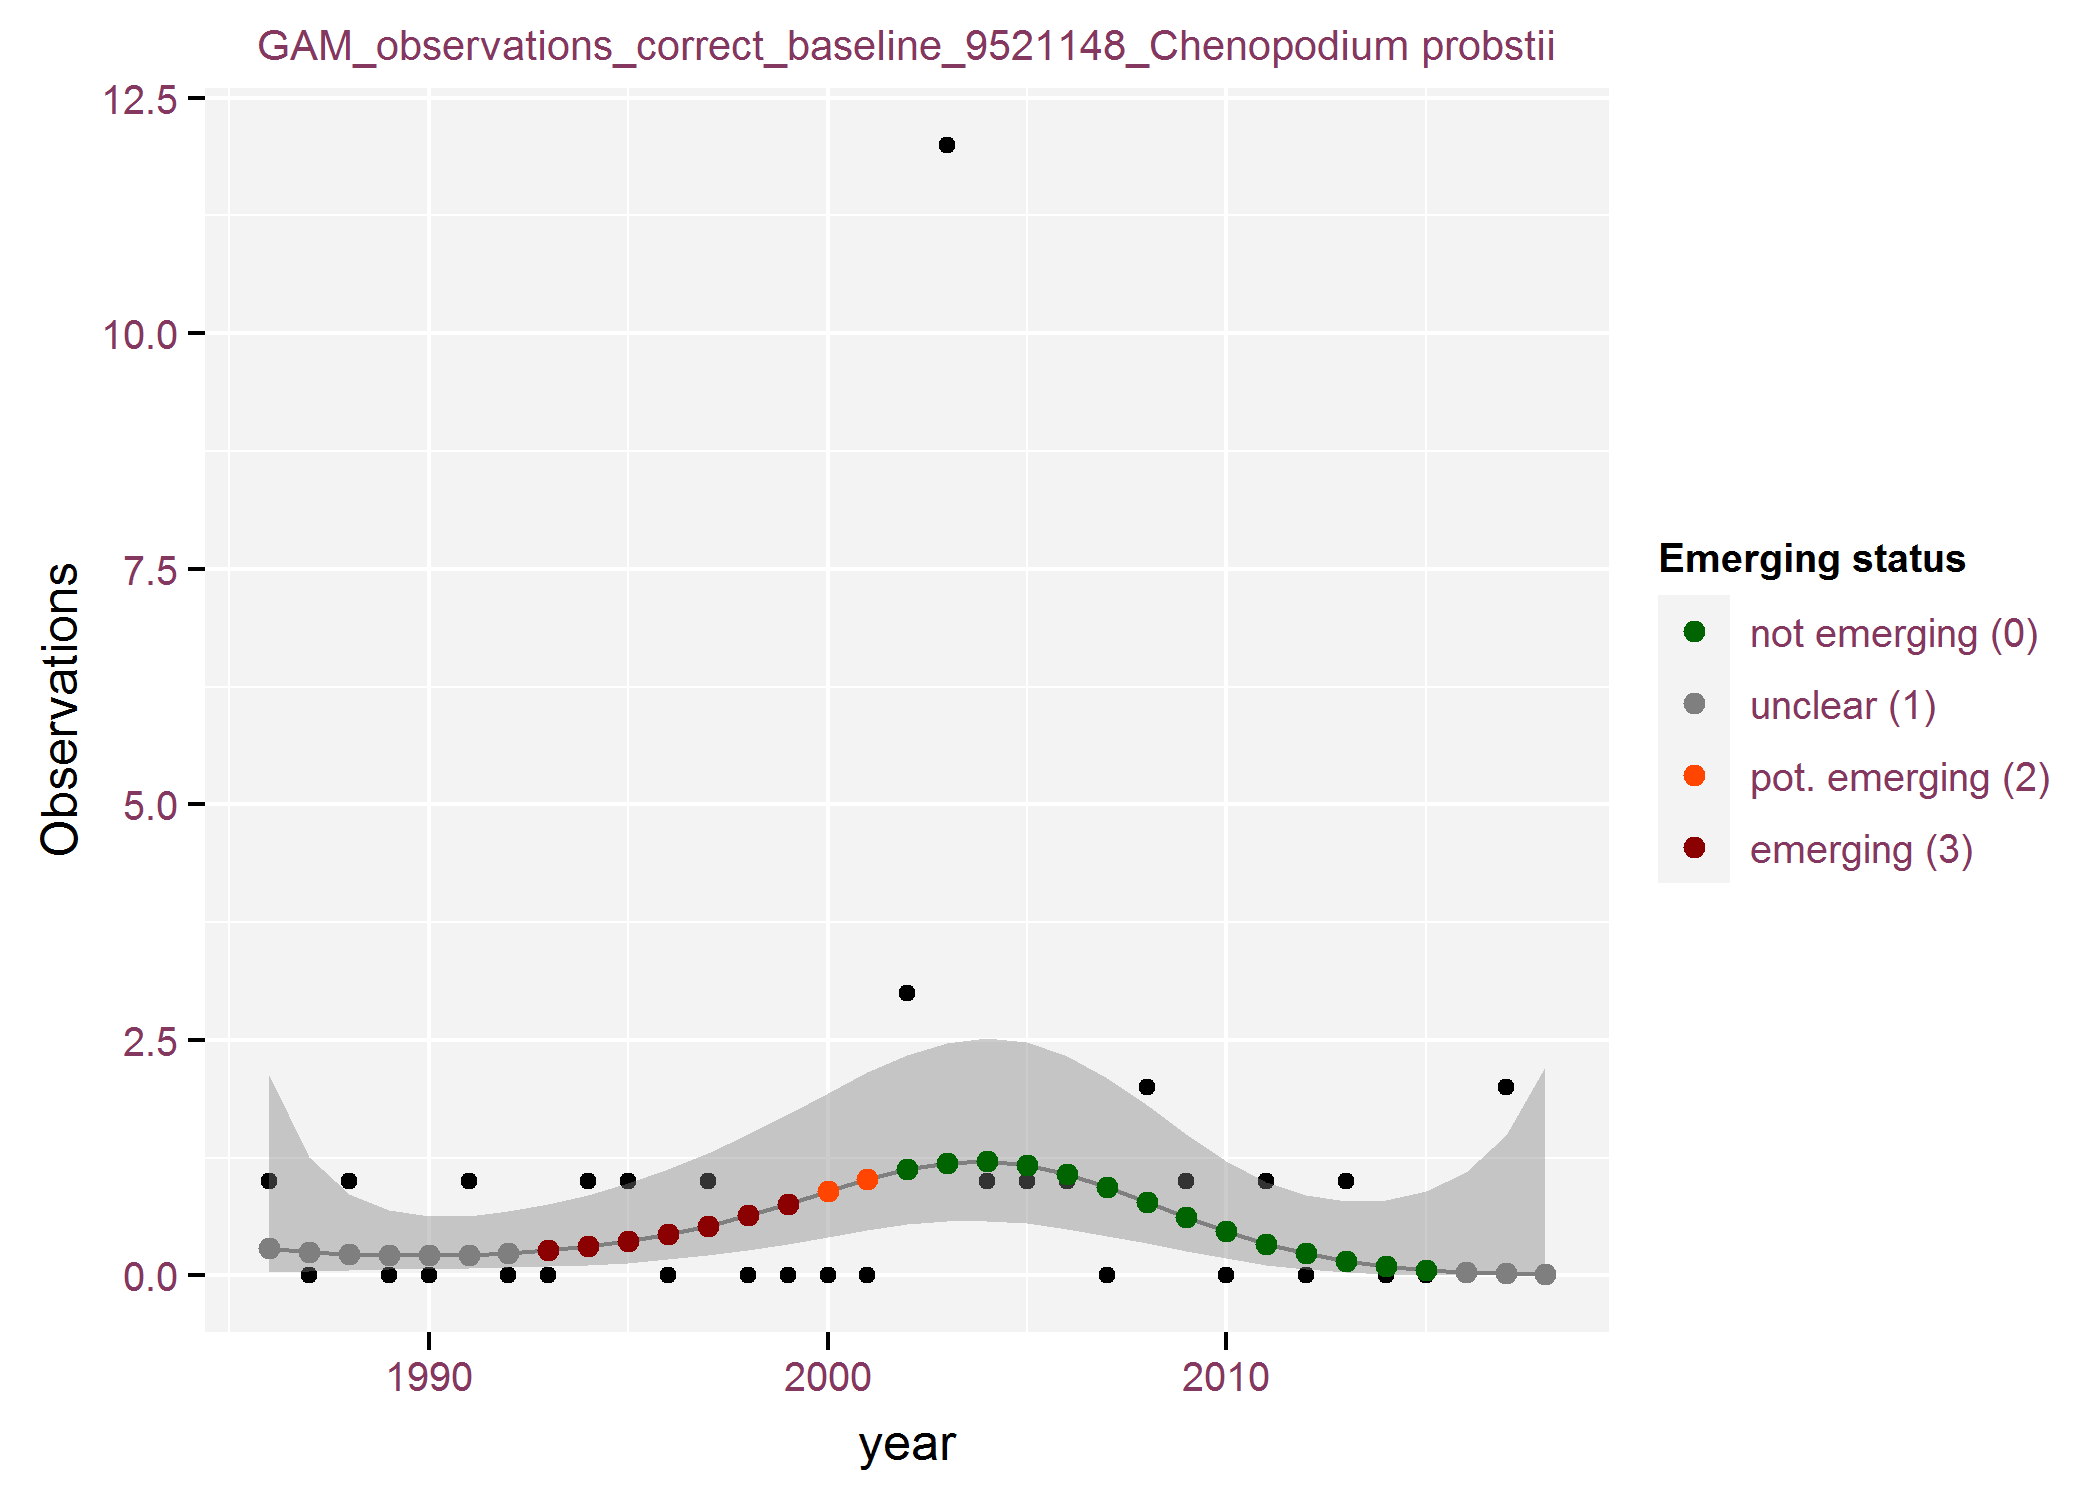 GAM_observations_correct_baseline_9521148_Chenopodium probstii
12.5
10.0
7.5
5.0
2.5
0.0
Observations
1990
2000
2010
year
Emerging status
not emerging (0)
unclear (1)
pot. emerging (2)
emerging (3)